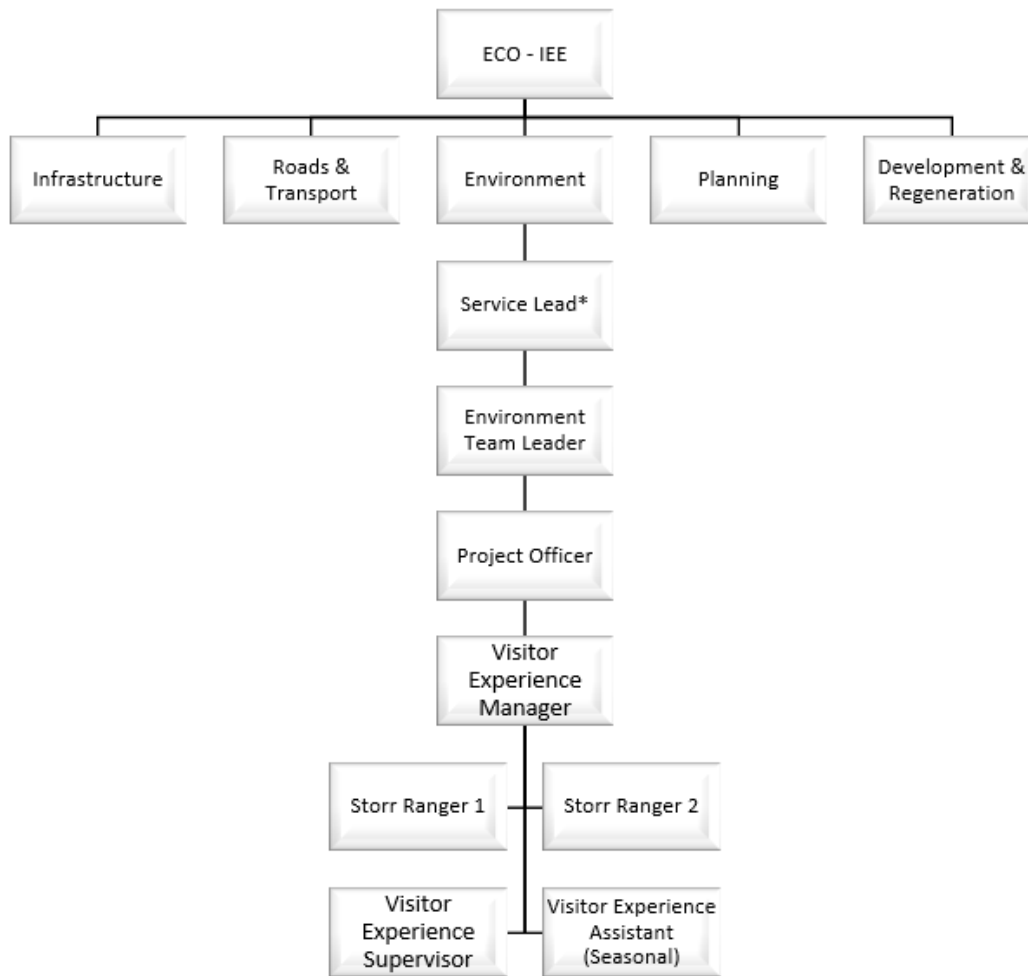 ECO - IEE
Infrastructure
Roads &
Transport
Environment
Planning
Development &
Regeneration
Service Lead*
Environment
Team Leader
Project Officer
Visitor
Experience
Manager
Storr Ranger 1
Storr Ranger 2
Visitor
Experience
Supervisor
Visitor Experience
Assistant
(Seasonal)